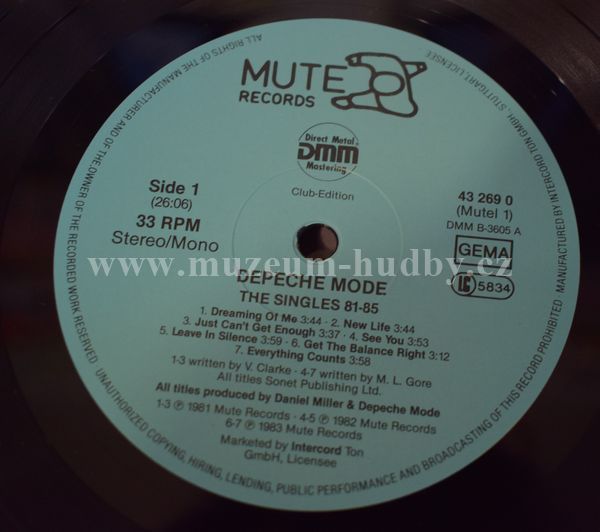 MUTE
RECORDS
Direct Metal
DMM
Mastering
Club-Edition
Side 1
(26:06)
33 RPM
Stereo/Mono
43 269 0
(Mutel 1)
DMM B-3605 A
GEMA
LC 5834
www.muzeum-hudby.cz
DEPECHE MODE
THE SINGLES 81-85
1. Dreaming Of Me 3:44 · 2. New Life 3:44
3. Just Can't Get Enough 3:37 · 4. See You 3:53
5. Leave In Silence 3:59 · 6. Get The Balance Right 3:12
7. Everything Counts 3:58
1-3 written by V. Clarke · 4-7 written by M. L. Gore
All titles Sonet Publishing Ltd.
All titles produced by Daniel Miller & Depeche Mode
1-3 ℗ 1981 Mute Records · 4-5 ℗ 1982 Mute Records
6-7 ℗ 1983 Mute Records
Marketed by Intercord Ton
GmbH, Licensee
ALL RIGHTS OF THE MANUFACTURER AND OF THE OWNER OF THE RECORDED WORK RESERVED UNAUTHORIZED COPYING, HIRING, LENDING, PUBLIC PERFORMANCE AND BROADCASTING OF THIS RECORD PROHIBITED MANUFACTURED BY INTERCORD TON GMBH, STUTTGART, LICENSEE.